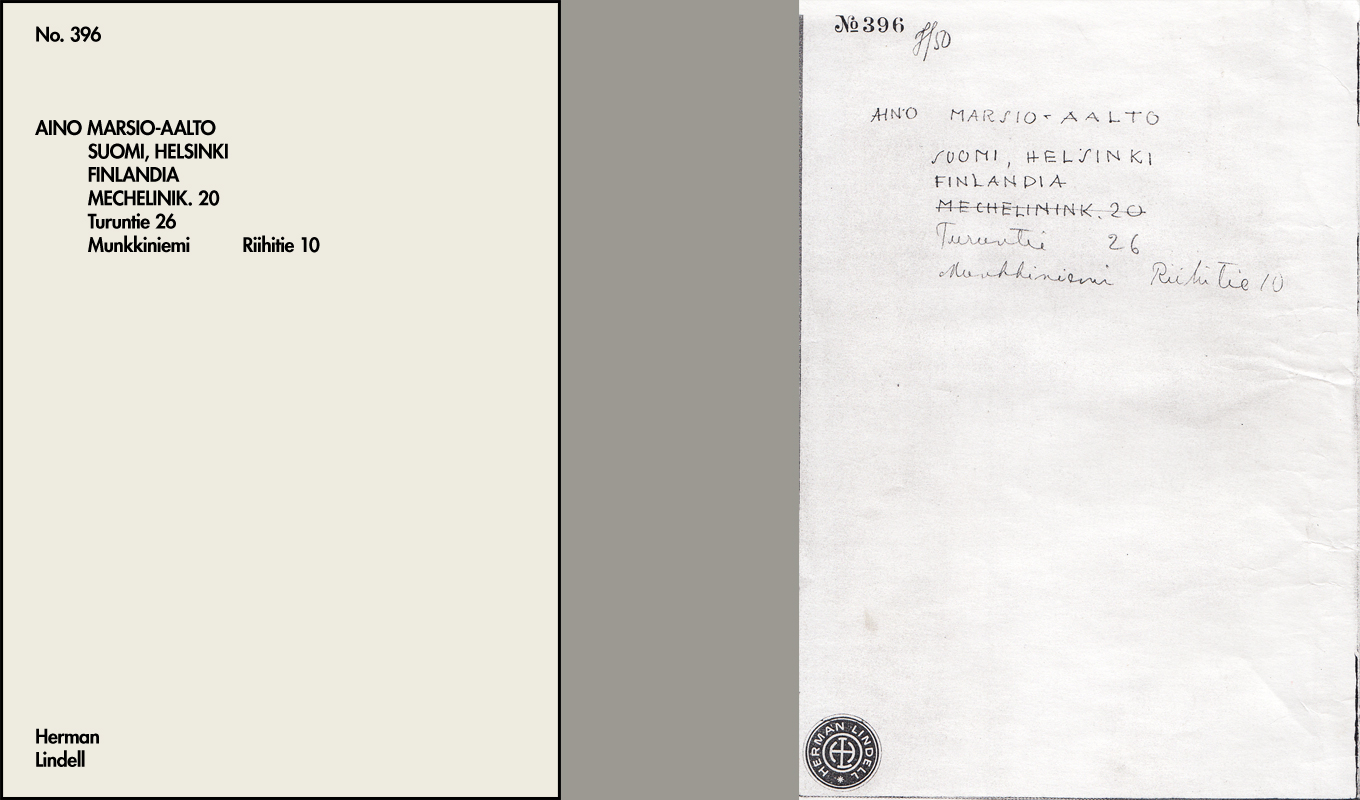 No. 396
AINO MARSIO-AALTO
SUOMI, HELSINKI
FINLANDIA
MECHELINIK. 20
Turuntie 26
Munkkiniemi Riihitie 10
Herman
Lindell
№396
AINO MARSIO-AALTO
SUOMI, HELSINKI
FINLANDIA
MECHELININK. 20
Turuntie 26
Munkkiniemi Riihitie 10
HERMAN LINDELL